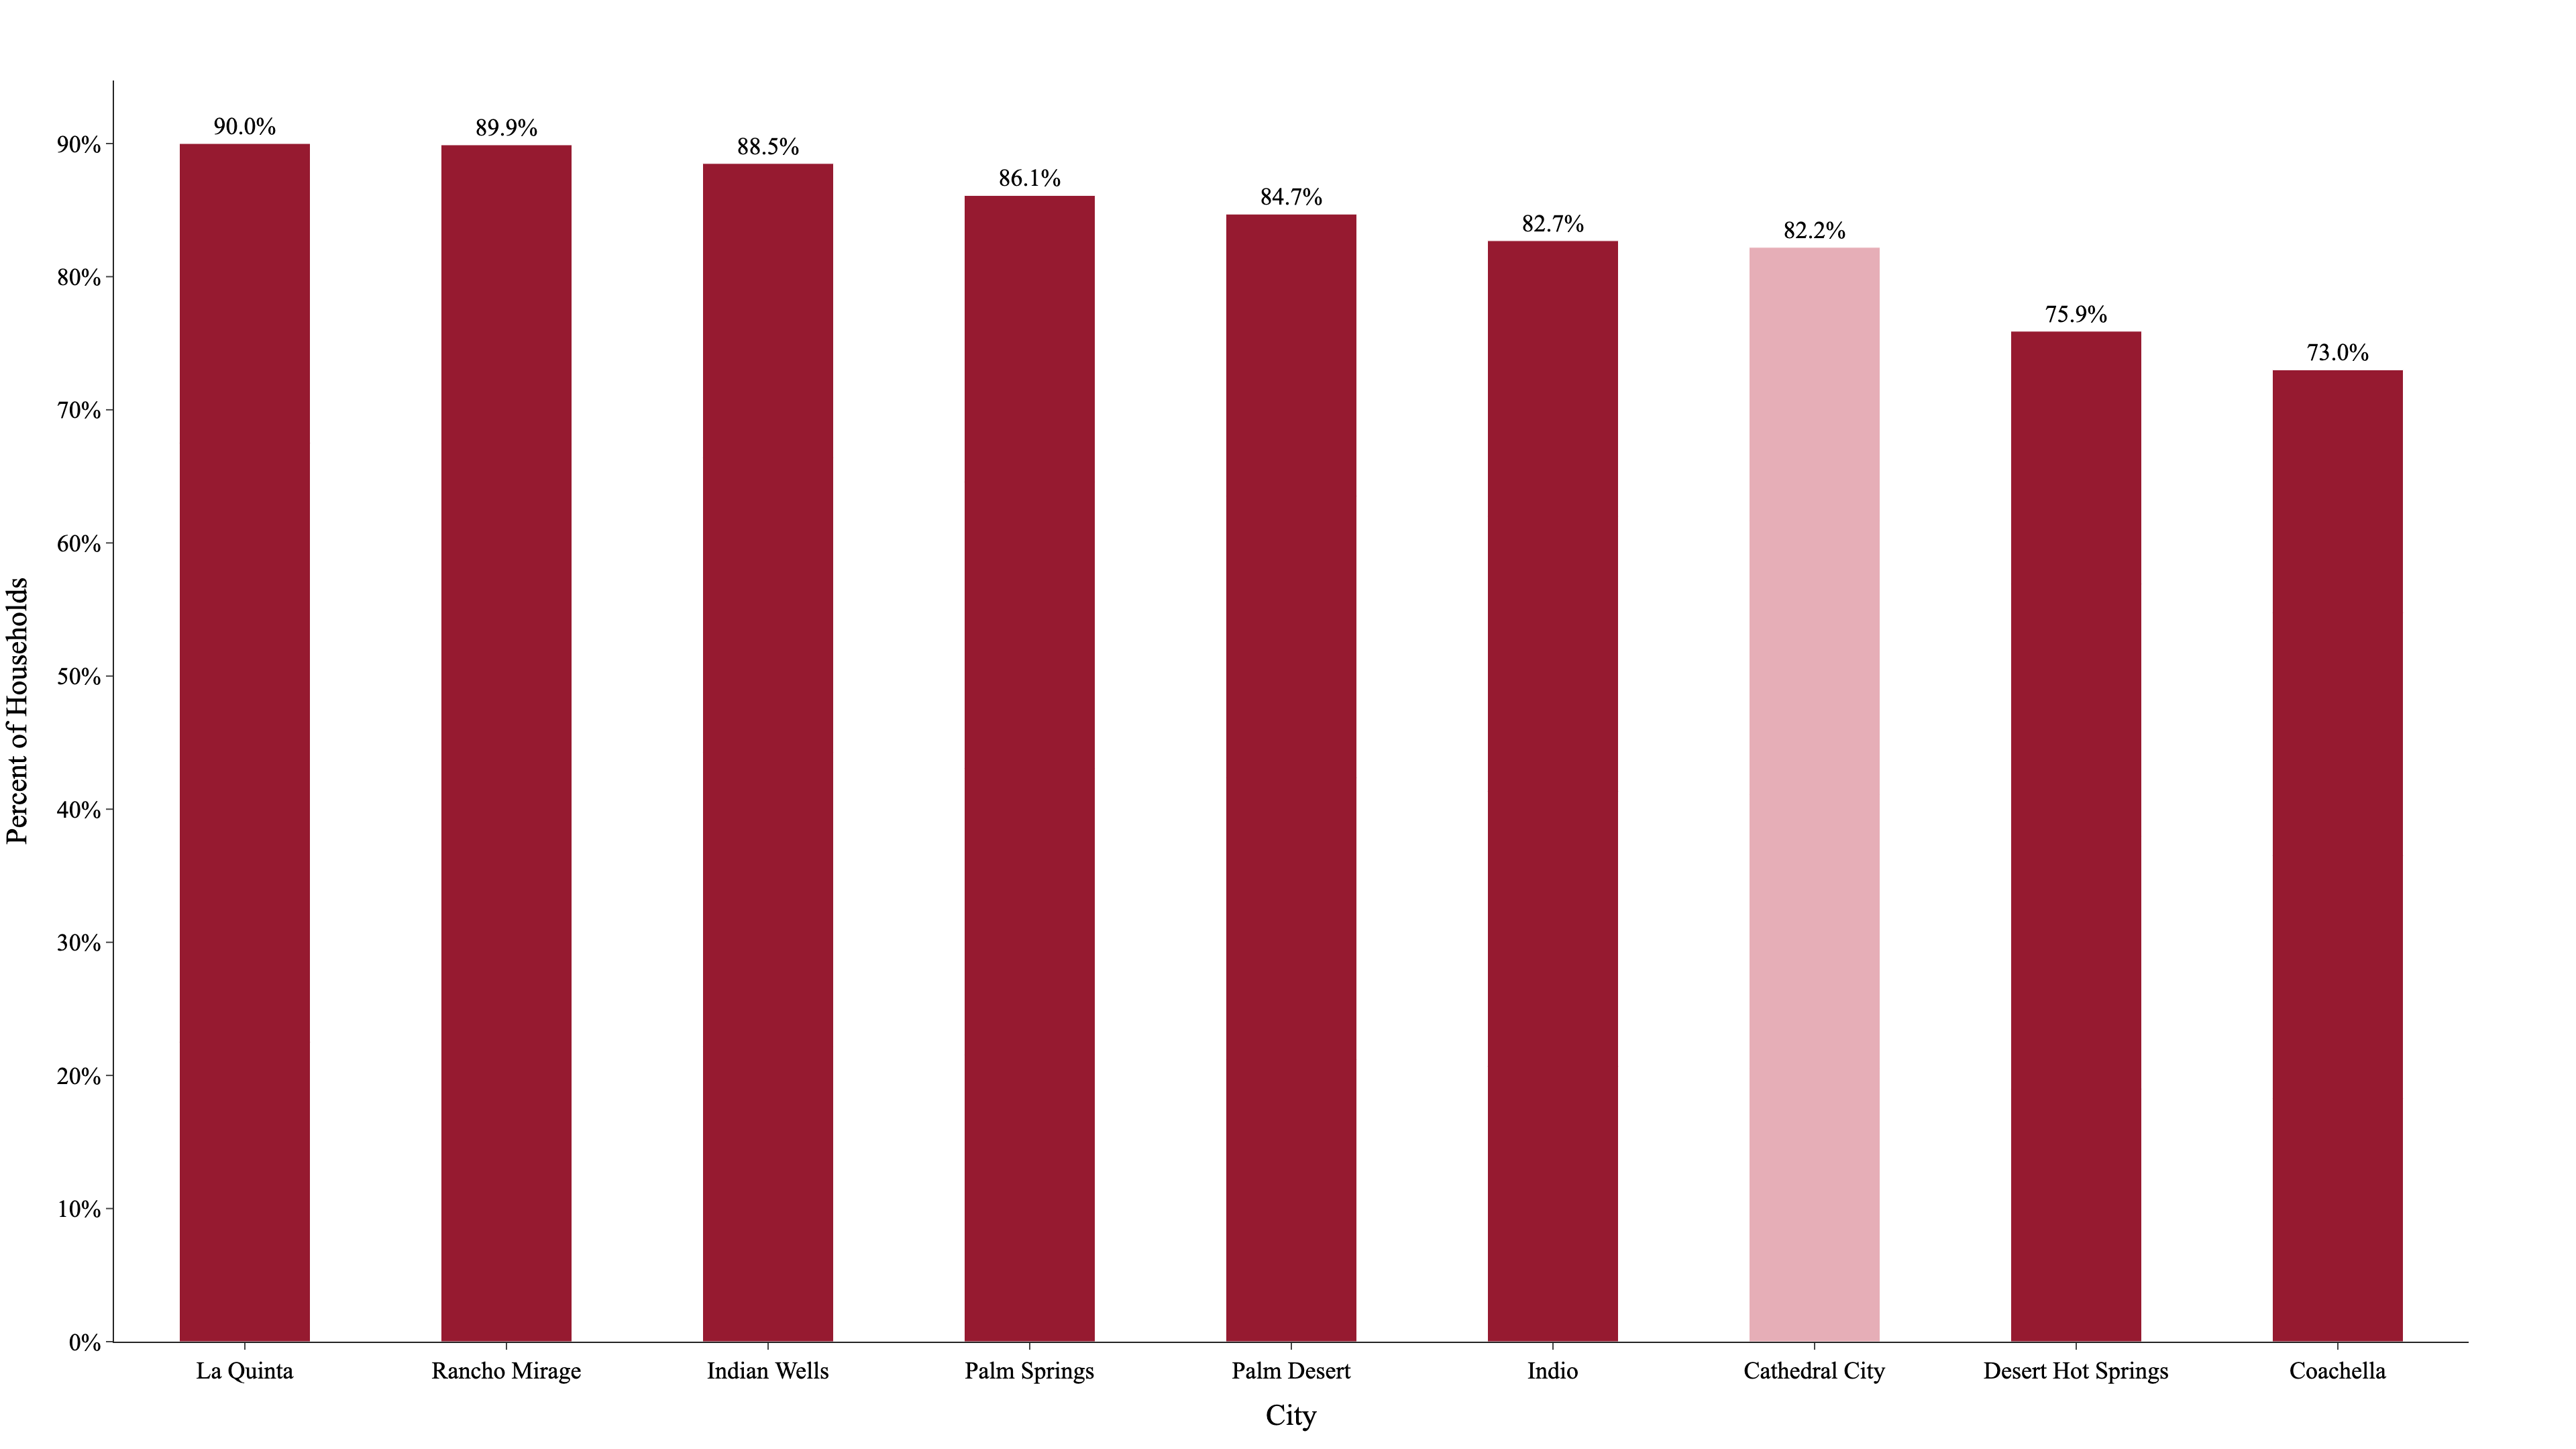 90.0%
89.9%
88.5%
86.1%
84.7%
82.7%
82.2%
75.9%
73.0%
90%
80%
70%
60%
50%
40%
30%
20%
10%
0%
Percent of Households
La Quinta
Rancho Mirage
Indian Wells
Palm Springs
Palm Desert
Indio
Cathedral City
Desert Hot Springs
Coachella
City